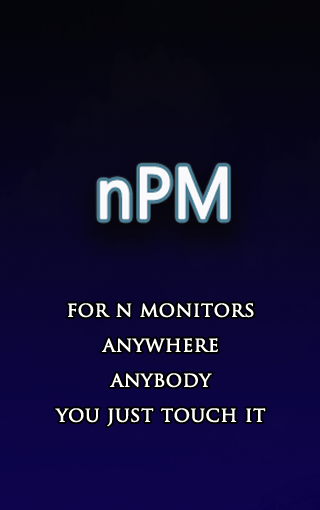 nPM
FOR N MONITORS
ANYWHERE
ANYBODY
YOU JUST TOUCH IT